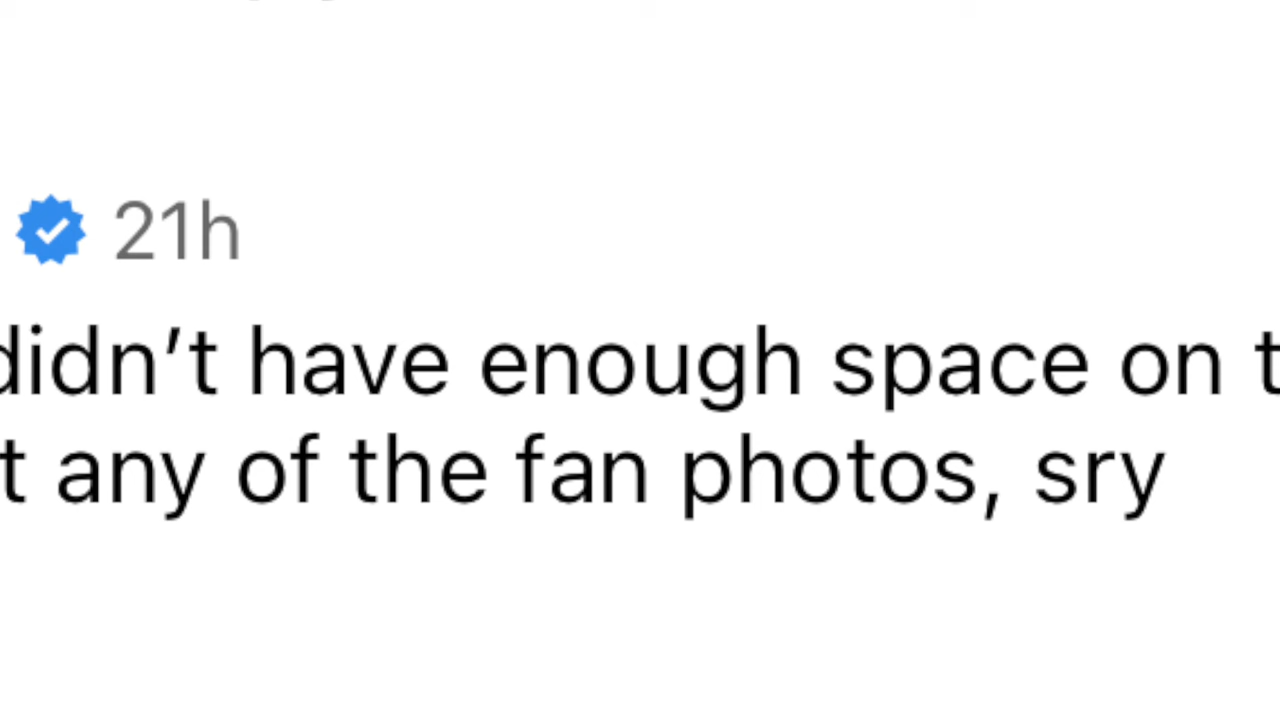 21h
didn’t have enough space on t
t any of the fan photos, sry